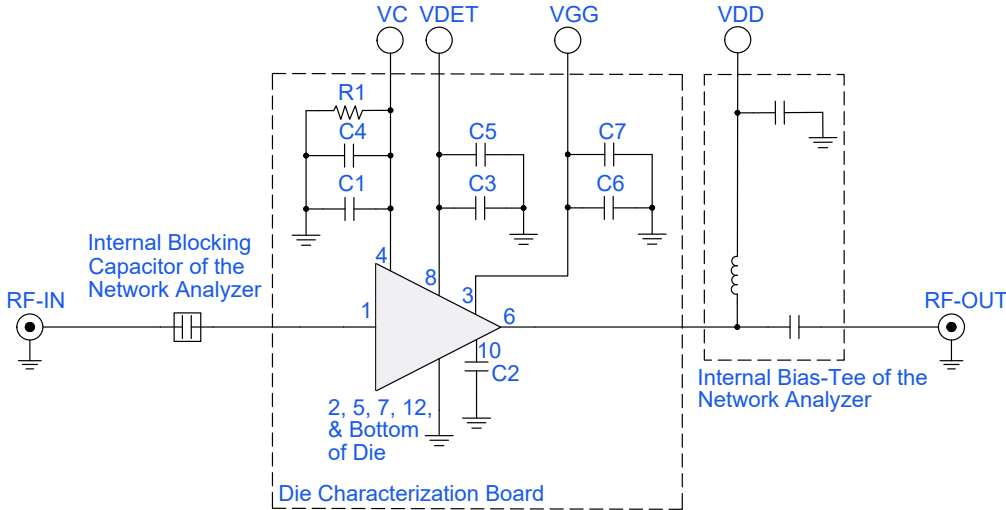 VC
VDET
VGG
VDD
R1
C4
C1
C5
C3
C7
C6
Internal Blocking
Capacitor of the
Network Analyzer
RF-IN
1
4
8
3
6
10
C2
2, 5, 7, 12,
& Bottom
of Die
RF-OUT
Internal Bias-Tee of the
Network Analyzer
Die Characterization Board